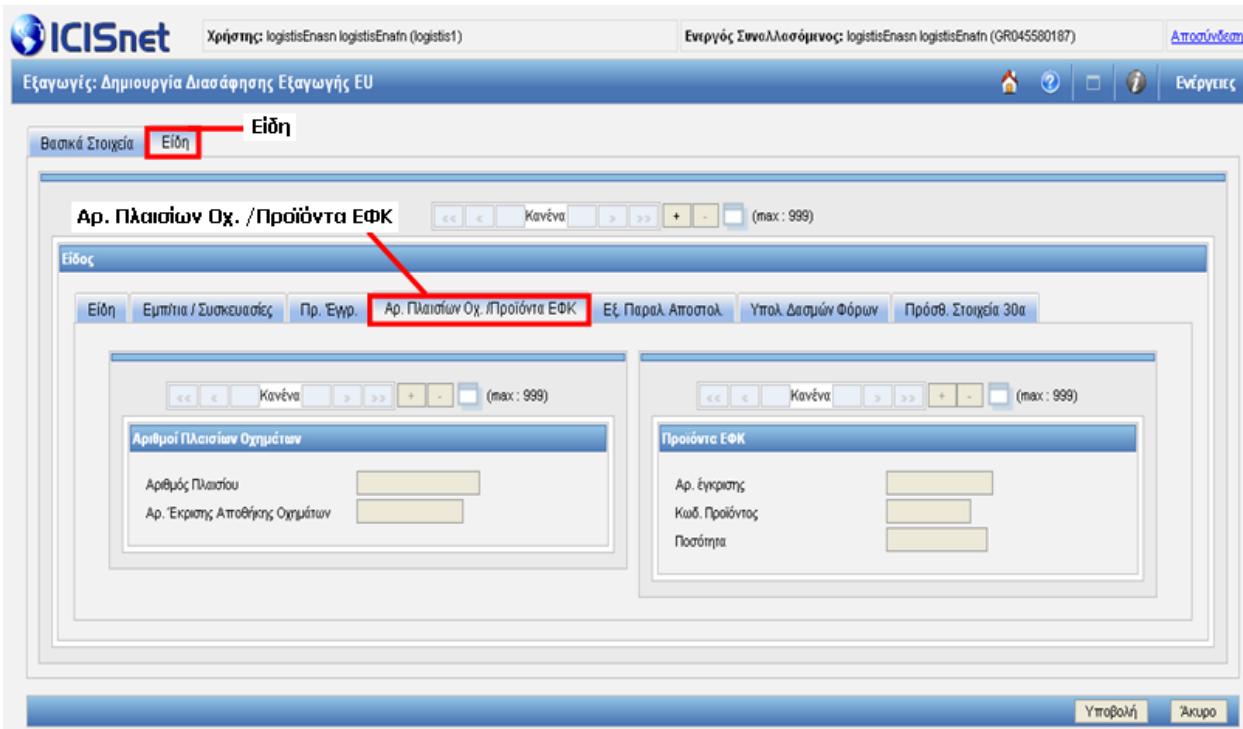 ICISnet Χρήστης: logistisEnasn logistisEnafn (logistis1) Ενεργός Συναλλασόμενος: logistisEnasn logistisEnafn (GR045580187) Αποσύνδεση
Εξαγωγές: Δημιουργία Διασάφησης Εξαγωγής EU Ενέργειες
Βασικά Στοιχεία Είδη Είδη
Αρ. Πλαισίων Οχ. /Προϊόντα ΕΦΚ << < Κανένα > >> + - (max : 999)
Είδος
Είδη Εμπ/τια / Συσκευασίες Πρ. Έγγρ. Αρ. Πλαισίων Οχ. /Προϊόντα ΕΦΚ Εξ. Παραλ. Αποστολ. Υπολ. Δασμών Φόρων Πρόσθ. Στοιχεία 30α
<< < Κανένα > >> + - (max : 999) << < Κανένα > >> + - (max : 999)
Αριθμοί Πλαισίων Οχημάτων Προϊόντα ΕΦΚ
Αριθμός Πλαισίου Αρ. έγκρισης
Αρ. Έκρισης Αποθήκης Οχημάτων Κωδ. Προϊόντος
Ποσότητα
Υποβολή Άκυρο